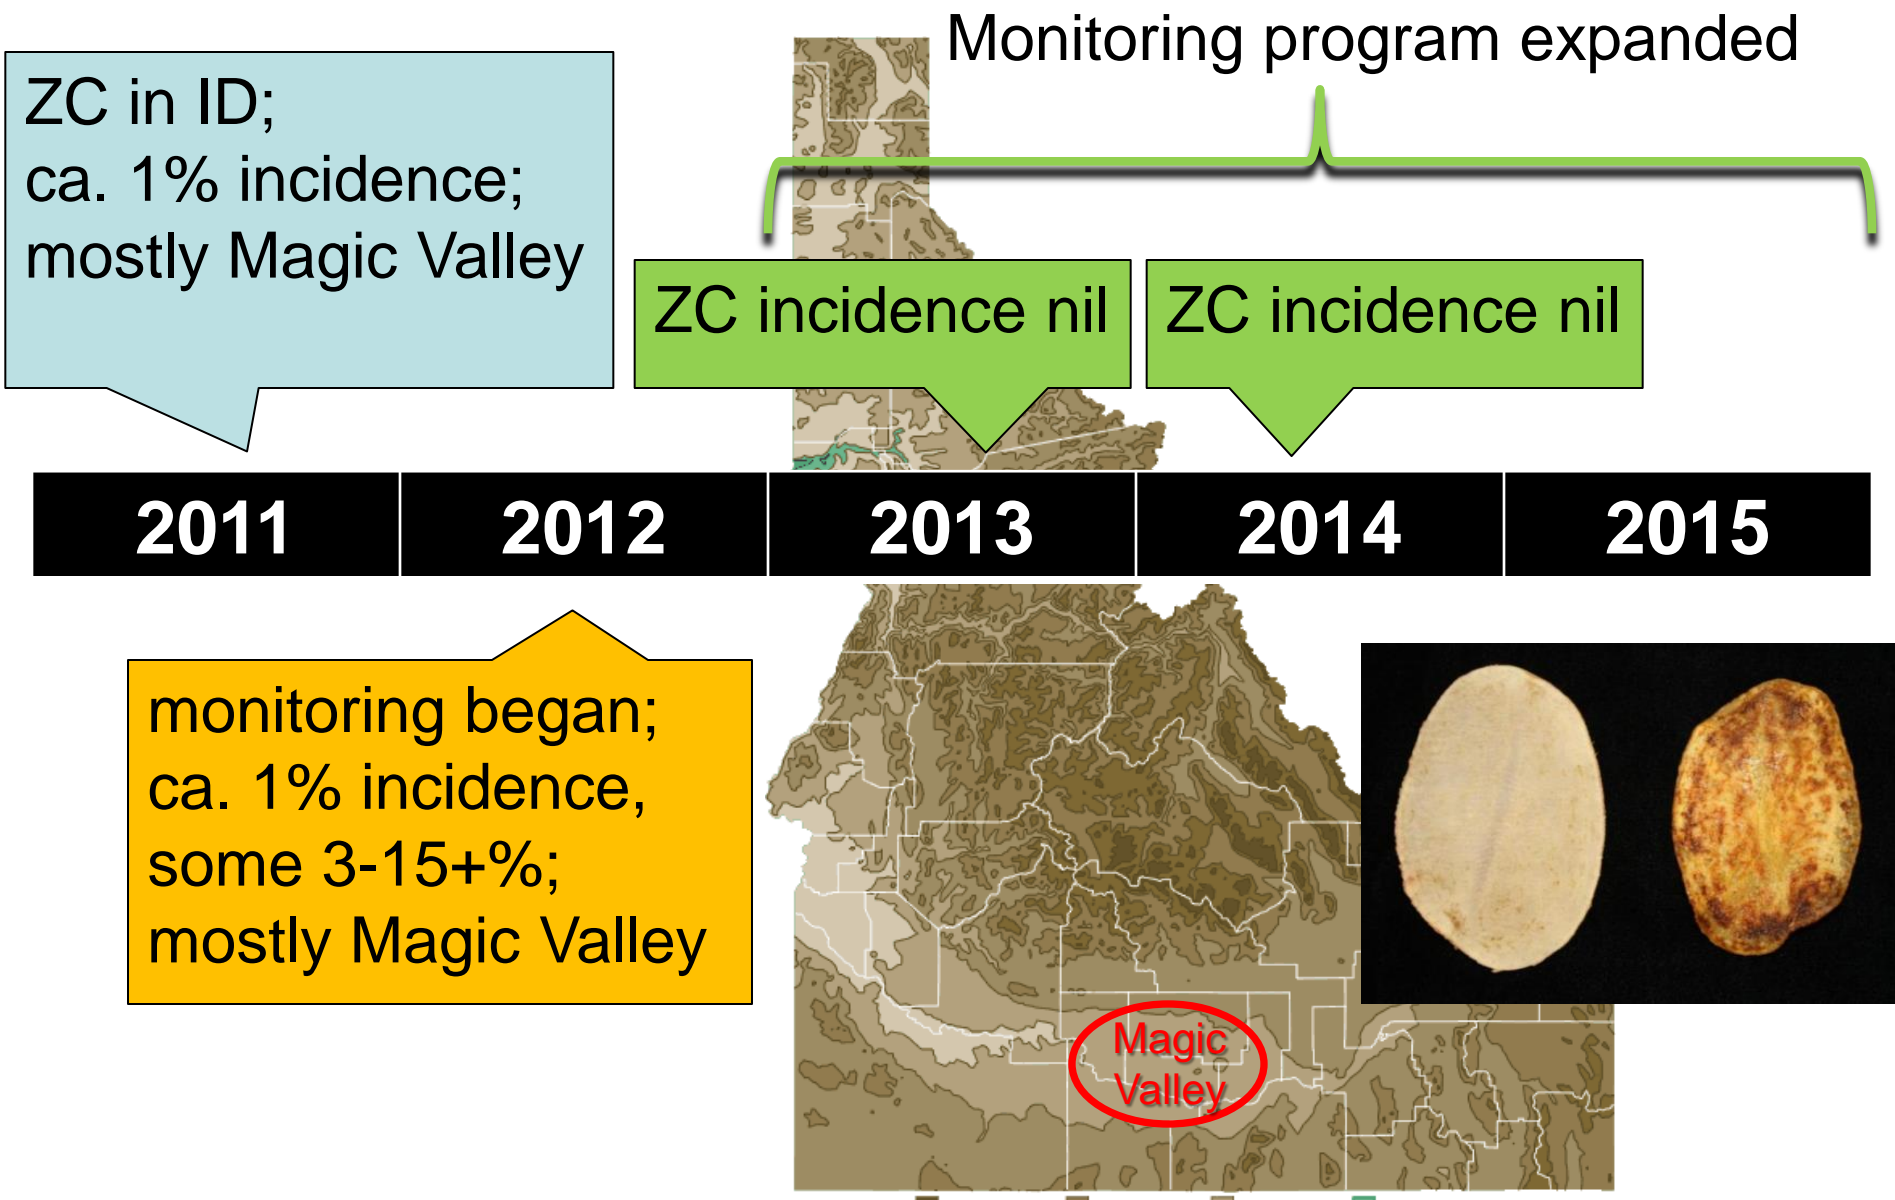 Monitoring program expanded
ZC in ID;
ca. 1% incidence;
mostly Magic Valley
ZC incidence nil
ZC incidence nil
2011
2012
2013
2014
2015
monitoring began;
ca. 1% incidence,
some 3-15+%;
mostly Magic Valley
Magic
Valley